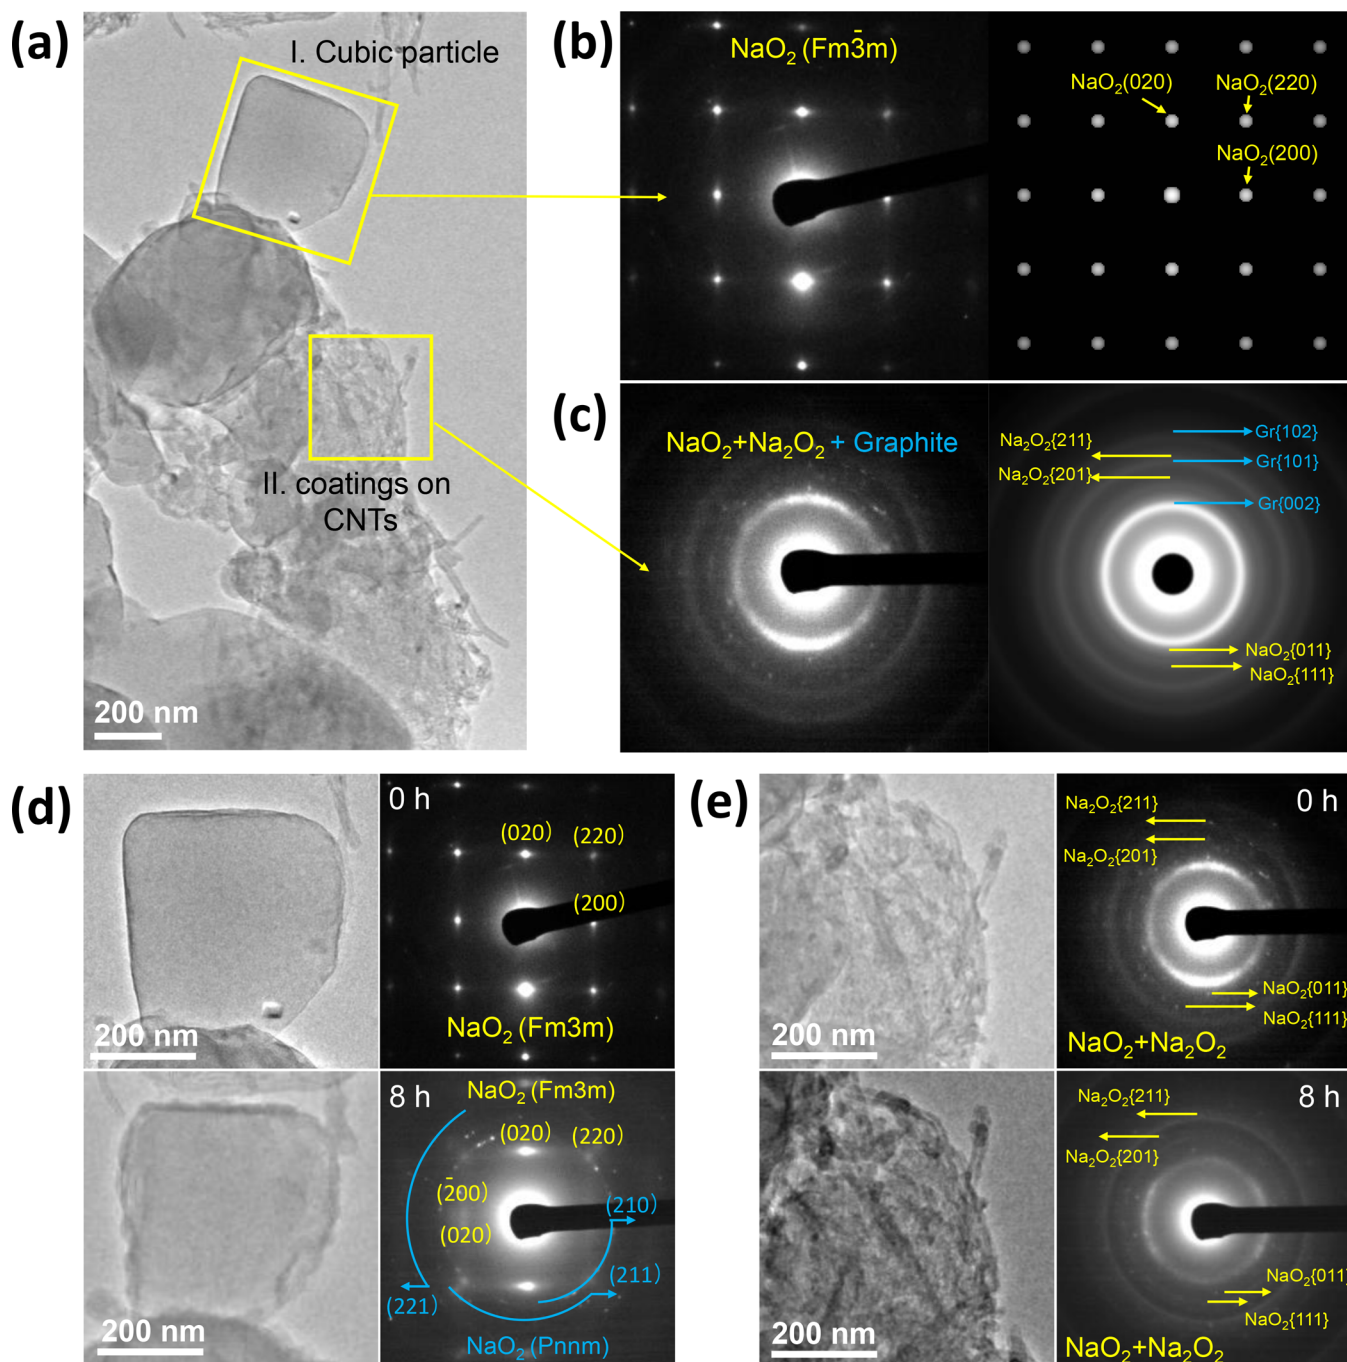 (a)
I. Cubic particle
II. coatings on
CNTs
200 nm
(b)
NaO₂ (Fm3̄m)
NaO₂(020)
NaO₂(220)
NaO₂(200)
(c)
NaO₂+Na₂O₂ + Graphite
Na₂O₂{211}
Na₂O₂{201}
Gr{102}
Gr{101}
Gr{002}
NaO₂{011}
NaO₂{111}
(d)
200 nm
0 h
(020)
(220)
(200)
NaO₂ (Fm3m)
200 nm
8 h
NaO₂ (Fm3m)
(020)
(220)
(2̄00)
(020)
(210)
(211)
(221)
NaO₂ (Pnnm)
(e)
200 nm
0 h
Na₂O₂{211}
Na₂O₂{201}
NaO₂{011}
NaO₂{111}
NaO₂+Na₂O₂
200 nm
8 h
Na₂O₂{211}
Na₂O₂{201}
NaO₂{011}
NaO₂{111}
NaO₂+Na₂O₂